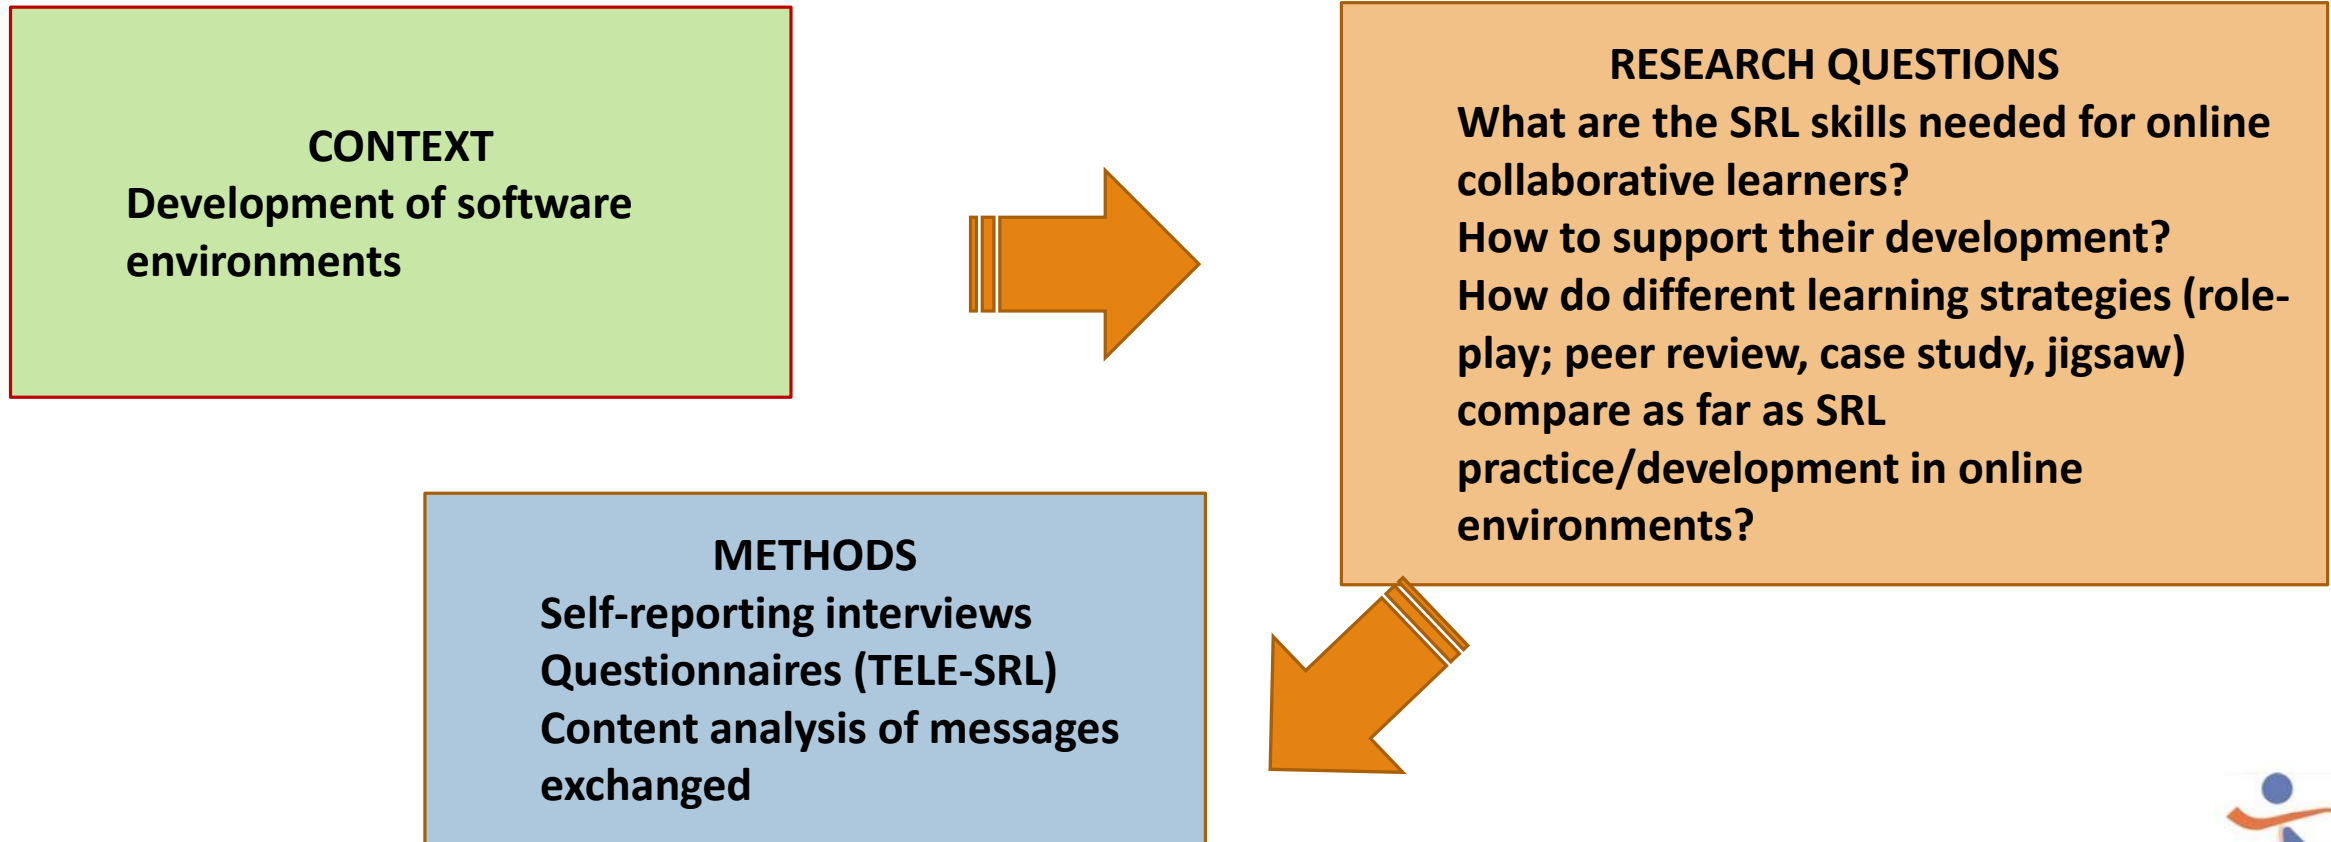 CONTEXT
Development of software
environments
RESEARCH QUESTIONS
What are the SRL skills needed for online
collaborative learners?
How to support their development?
How do different learning strategies (role-
play; peer review, case study, jigsaw)
compare as far as SRL
practice/development in online
environments?
METHODS
Self-reporting interviews
Questionnaires (TELE-SRL)
Content analysis of messages
exchanged